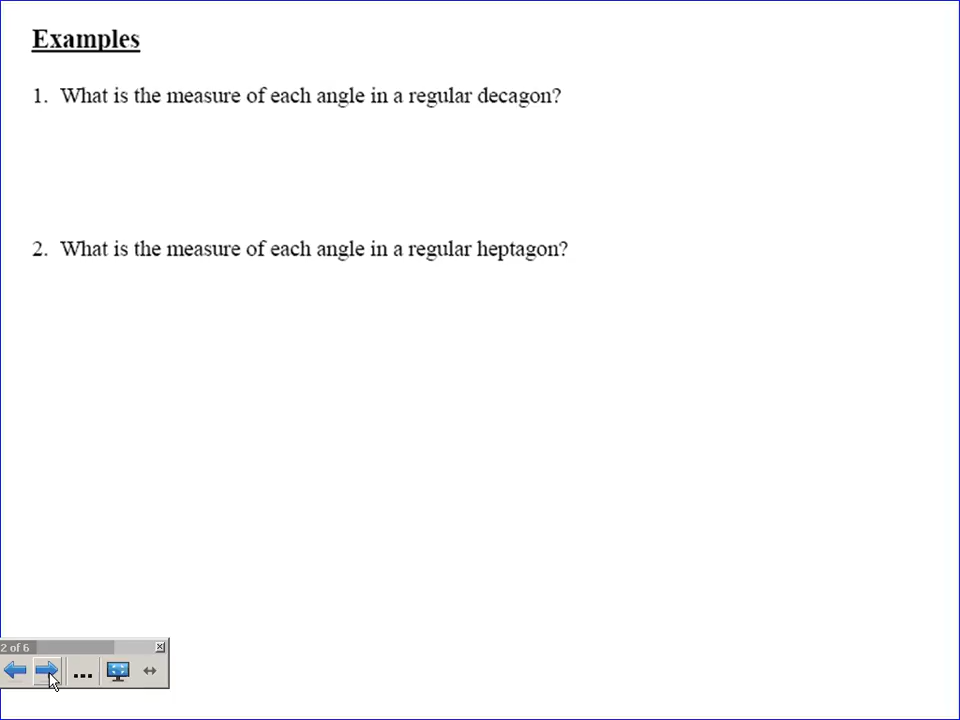 Examples
1. What is the measure of each angle in a regular decagon?
2. What is the measure of each angle in a regular heptagon?
2 of 6
...